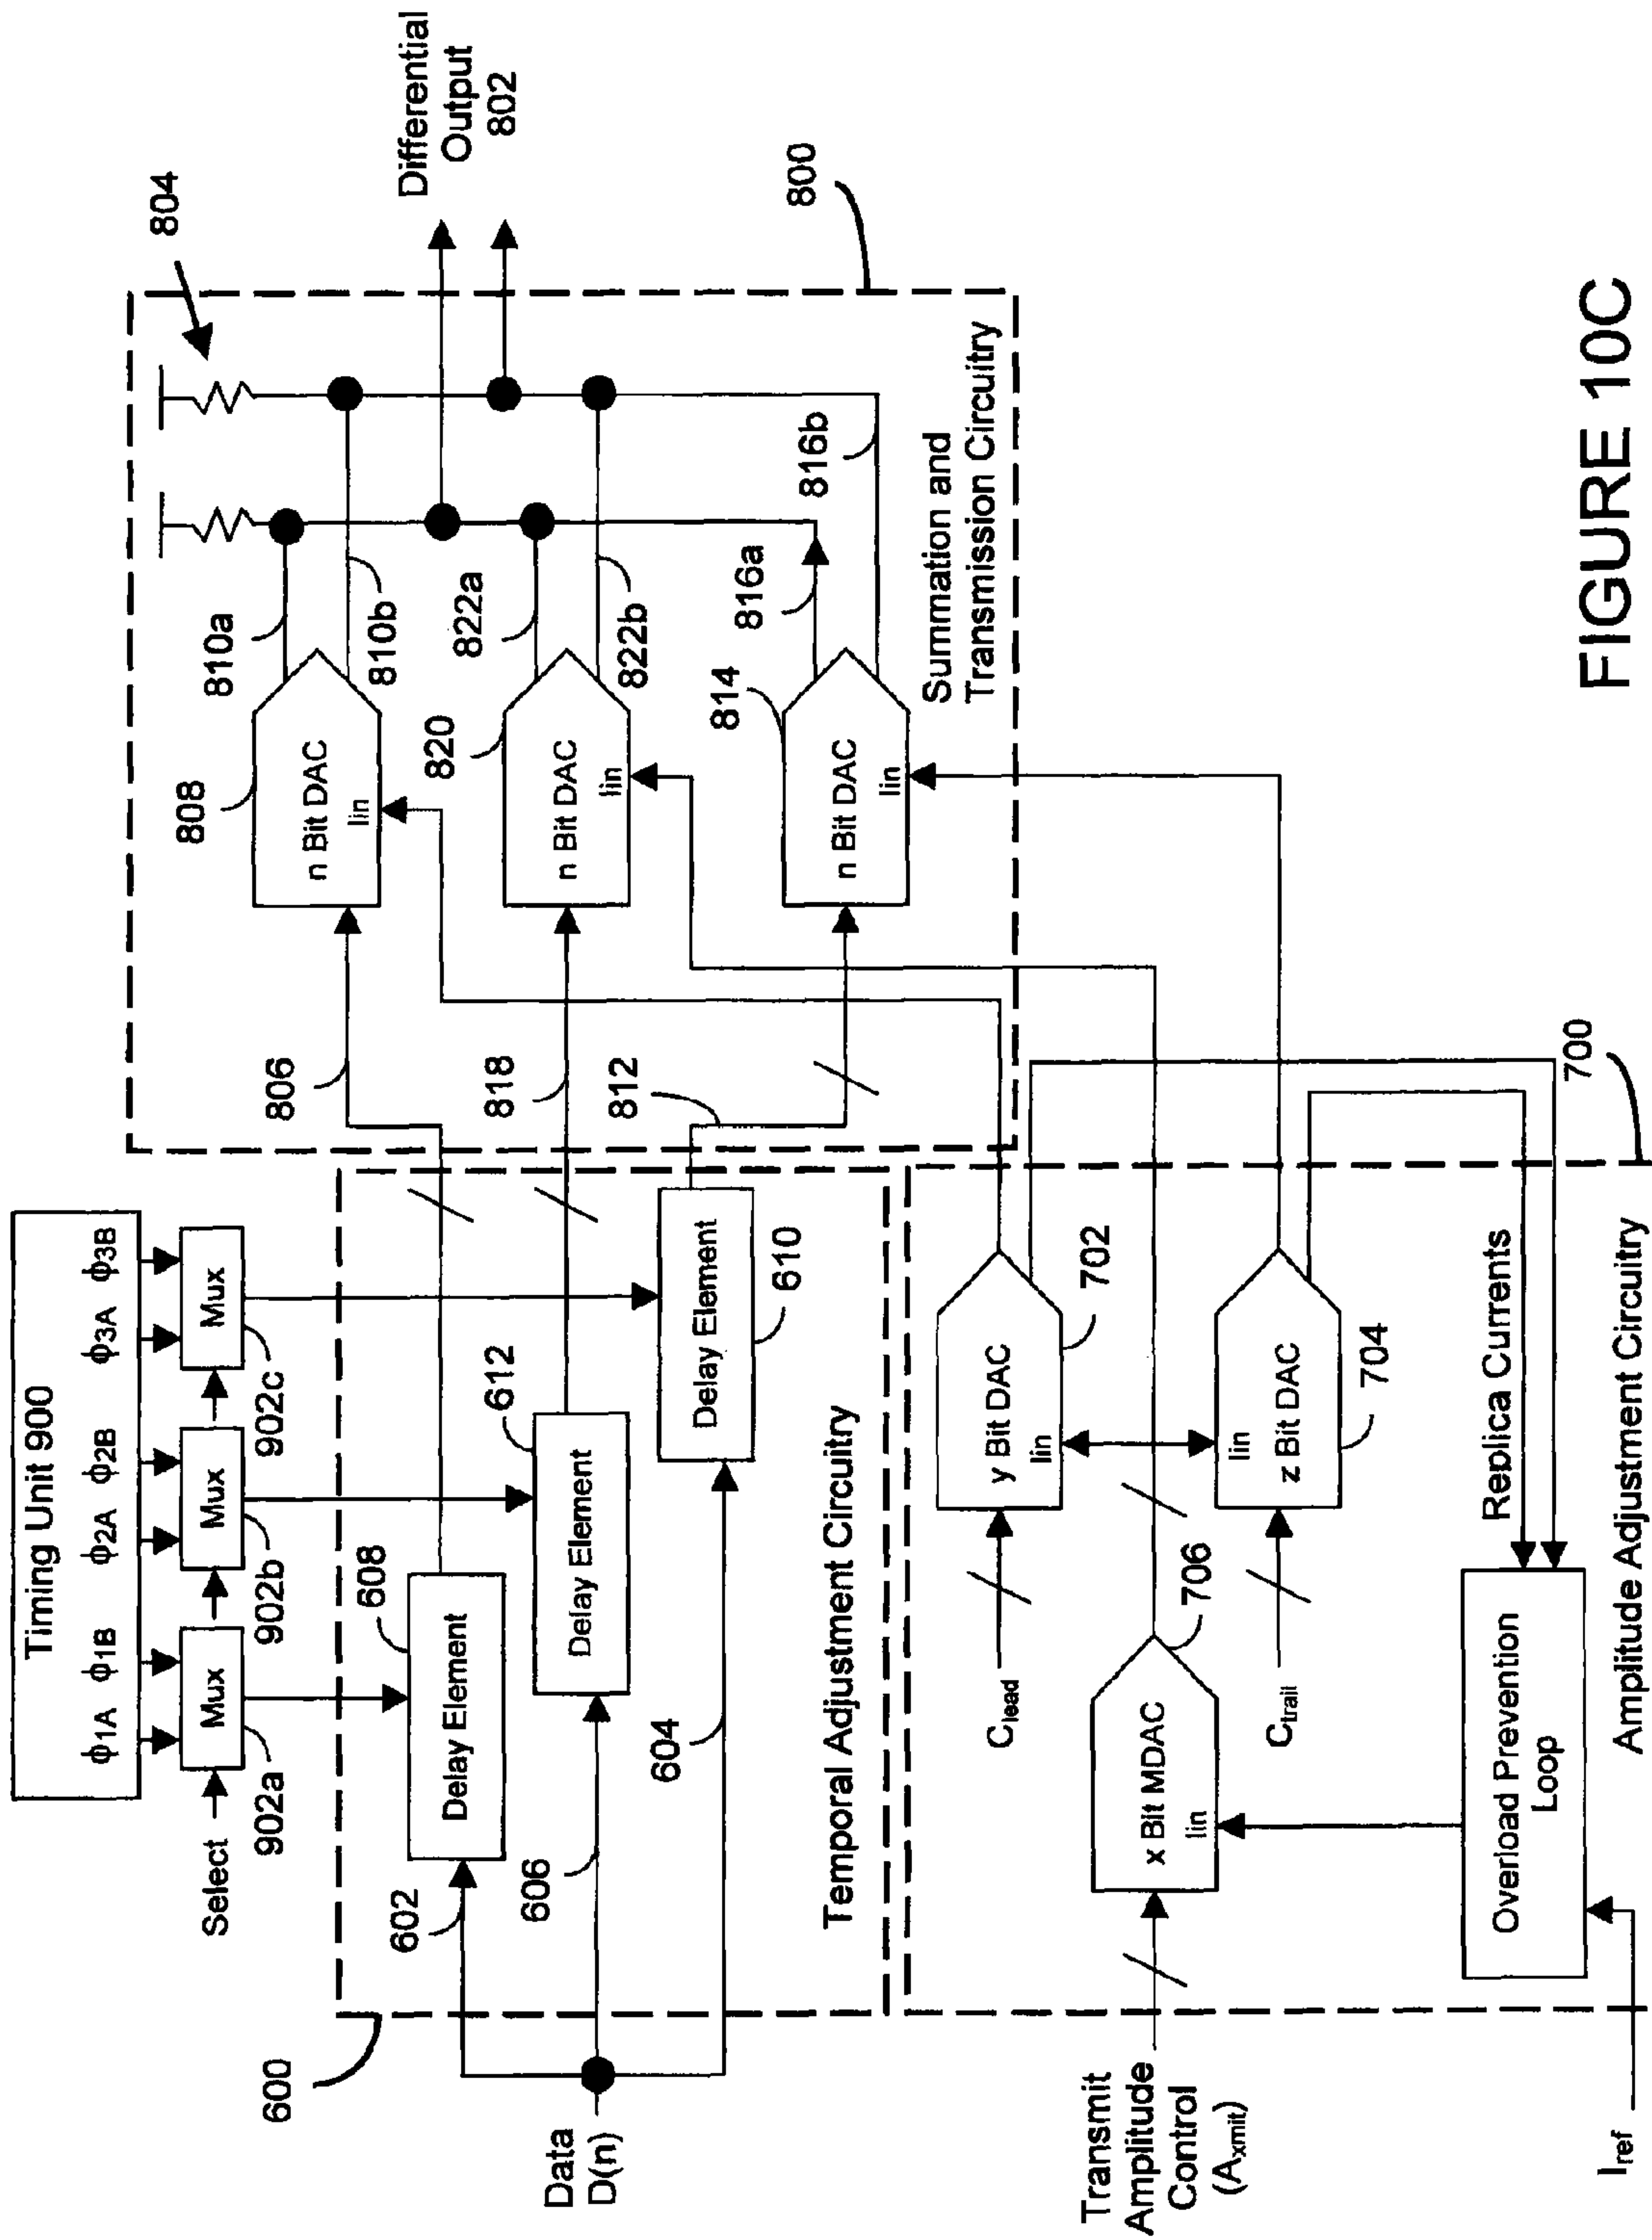 Timing Unit 900
ϕ1A ϕ1B ϕ2A ϕ2B ϕ3A ϕ3B
Select
Mux
Mux
Mux
902a
902b
902c
600
602
606
604
608
612
610
Delay Element
Delay Element
Delay Element
Data
D(n)
Temporal Adjustment Circuitry
804
Differential
Output
802
800
806
818
812
808
820
814
n Bit DAC
Iin
n Bit DAC
Iin
n Bit DAC
Iin
810a
810b
822a
822b
816a
816b
Summation and
Transmission Circuitry
Transmit
Amplitude
Control
(Axmit)
x Bit MDAC
Iin
706
Clead
y Bit DAC
Iin
702
Ctrail
Iin
z Bit DAC
704
Replica Currents
Overload Prevention
Loop
Iref
700
Amplitude Adjustment Circuitry
FIGURE 10C